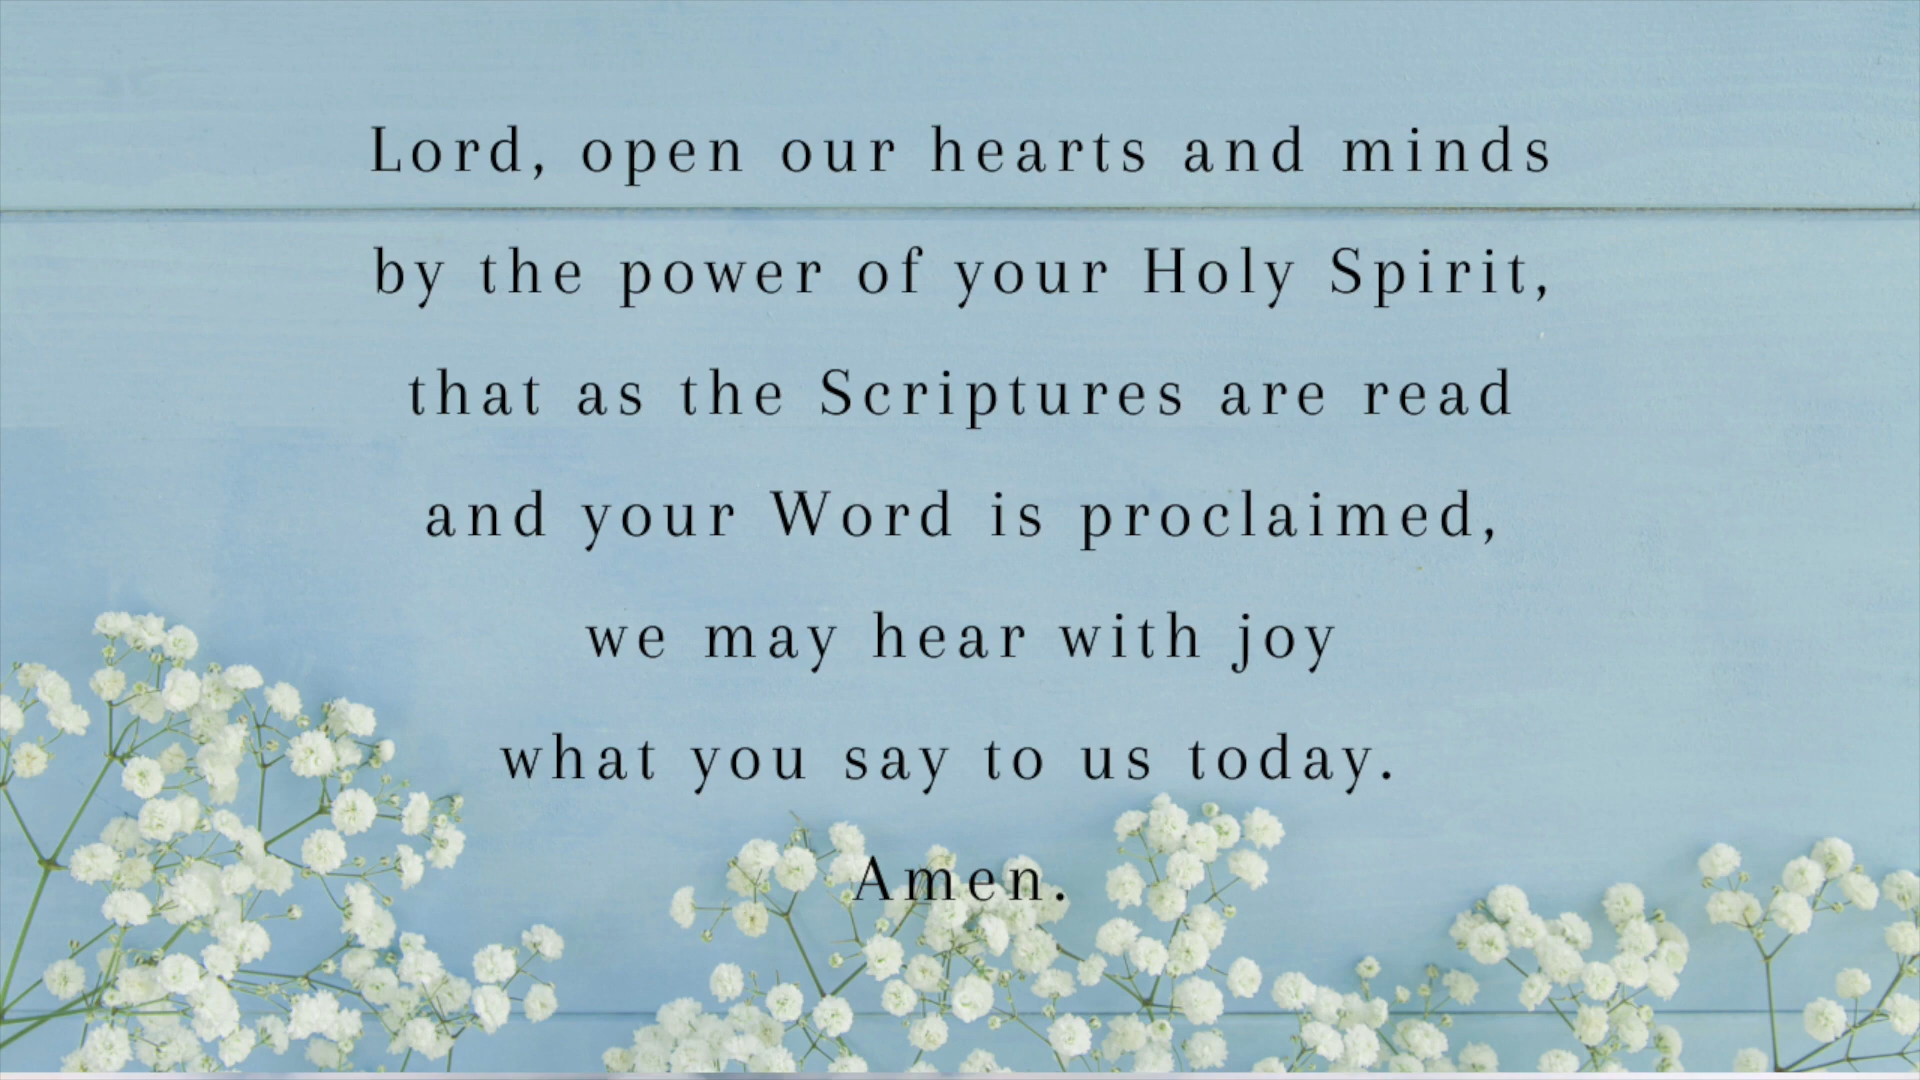 Lord, open our hearts and minds
by the power of your Holy Spirit,
that as the Scriptures are read
and your Word is proclaimed,
we may hear with joy
what you say to us today.
Amen.